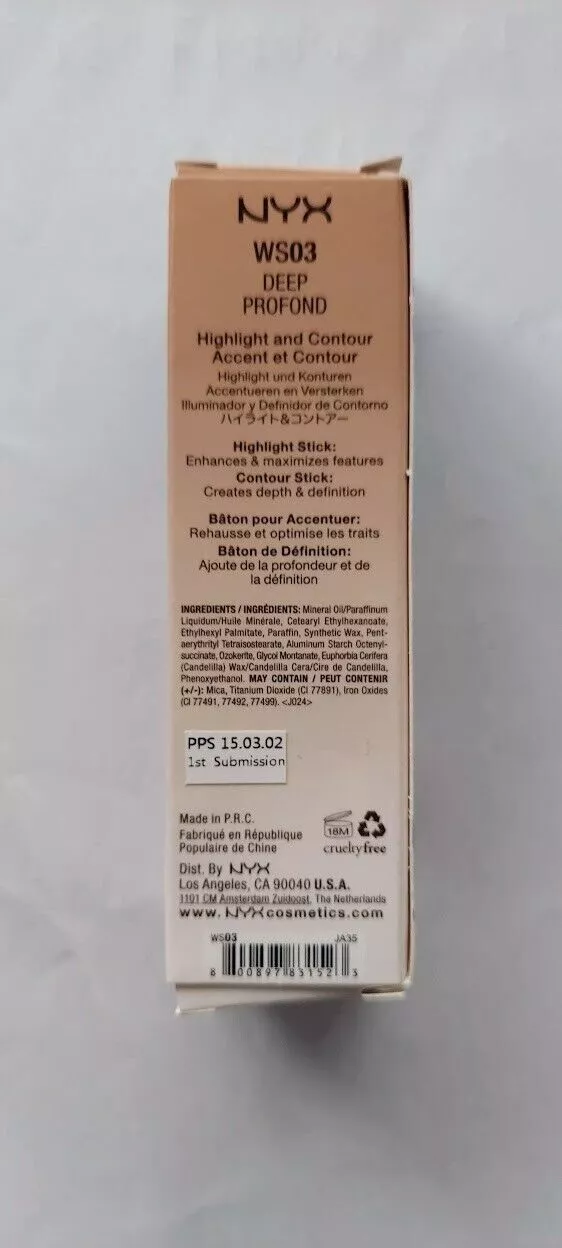 NYX
WS03
DEEP
PROFOND
Highlight and Contour
Accent et Contour
Highlight und Konturen
Accentueren en Versterken
Illuminador y Definidor de Contorno
ハイライト&コントアー
Highlight Stick:
Enhances & maximizes features
Contour Stick:
Creates depth & definition
Bâton pour Accentuer:
Rehausse et optimise les traits
Bâton de Définition:
Ajoute de la profondeur et de
la définition
INGREDIENTS / INGRÉDIENTS: Mineral Oil/Paraffinum
Liquidum/Huile Minérale, Cetearyl Ethylhexanoate,
Ethylhexyl Palmitate, Paraffin, Synthetic Wax, Pent-
aerythrityl Tetraisostearate, Aluminum Starch Octenyl-
succinate, Ozokerite, Glycol Montanate, Euphorbia Cerifera
(Candelilla) Wax/Candelilla Cera/Cire de Candelilla,
Phenoxyethanol. MAY CONTAIN / PEUT CONTENIR
(+/-): Mica, Titanium Dioxide (CI 77891), Iron Oxides
(CI 77491, 77492, 77499). <J024>
PPS 15.03.02
1st Submission
Made in P.R.C.
Fabriqué en République
Populaire de Chine
18M
crueltyfree
Dist. By NYX
Los Angeles, CA 90040 U.S.A.
1101 CM Amsterdam Zuidoost, The Netherlands
www.NYXcosmetics.com
WS03 JA35
8 00897 83152 3